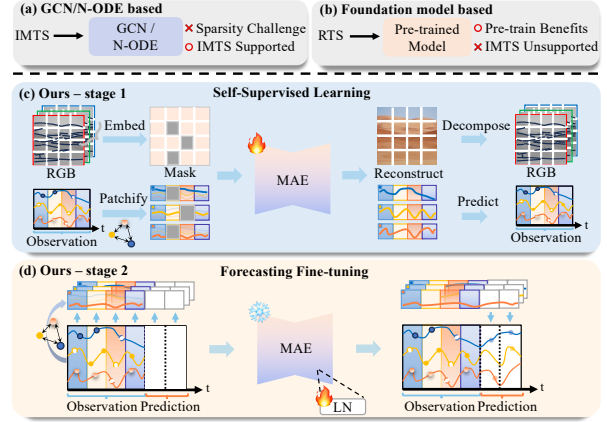 (a) GCN/N-ODE based
IMTS
GCN /
N-ODE
Sparsity Challenge
IMTS Supported
(b) Foundation model based
RTS
Pre-trained
Model
Pre-train Benefits
IMTS Unsupported
(c) Ours – stage 1
Self-Supervised Learning
RGB
Embed
Mask
MAE
Reconstruct
Decompose
RGB
Patchify
t
Observation
Predict
t
Observation
(d) Ours – stage 2
Forecasting Fine-tuning
t
Observation Prediction
MAE
LN
t
Observation Prediction